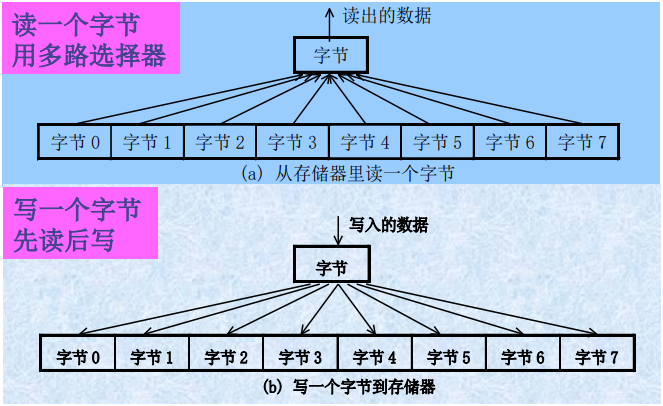 读一个字节
用多路选择器
读出的数据
字节
字节 0 字节 1 字节 2 字节 3 字节 4 字节 5 字节 6 字节 7
(a) 从存储器里读一个字节
写一个字节
先读后写
写入的数据
字节
字节 0 字节 1 字节 2 字节 3 字节 4 字节 5 字节 6 字节 7
(b) 写一个字节到存储器